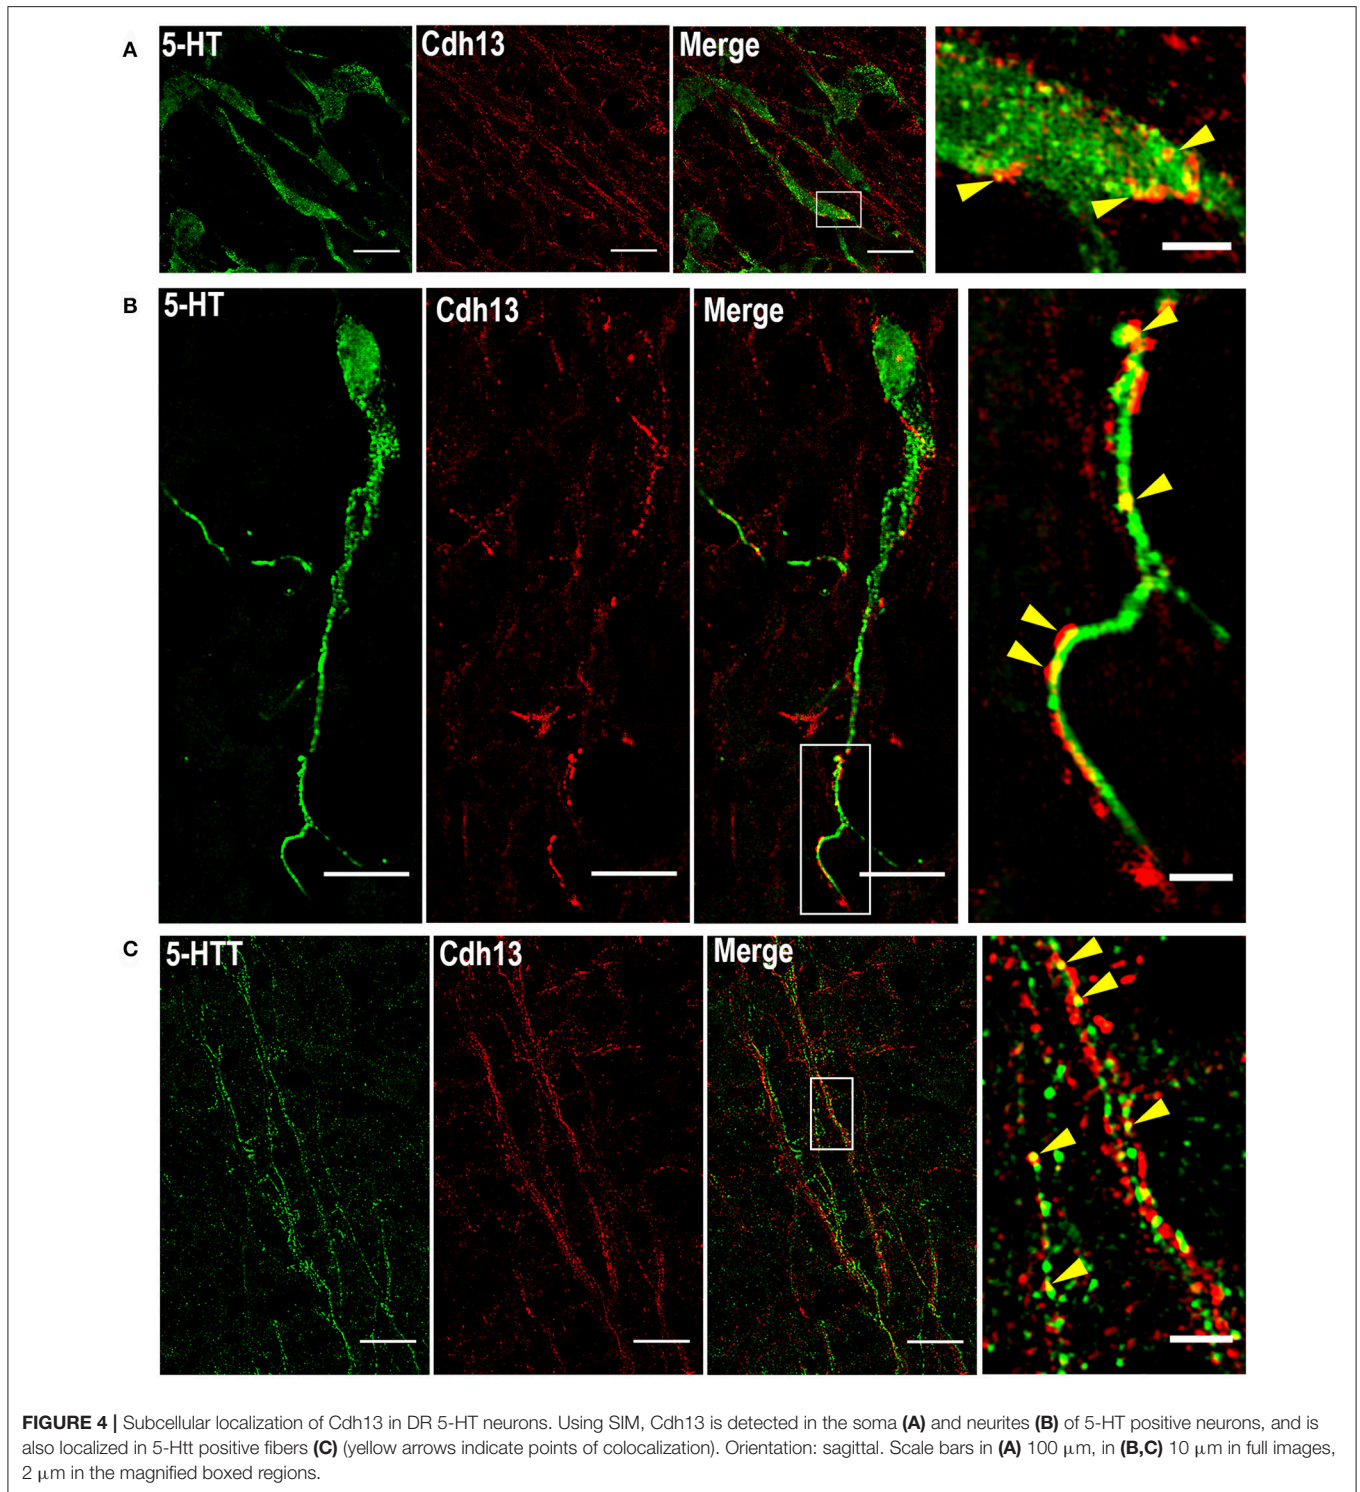 A
5-HT
Cdh13
Merge
B
5-HT
Cdh13
Merge
C
5-HTT
Cdh13
Merge
FIGURE 4 | Subcellular localization of Cdh13 in DR 5-HT neurons. Using SIM, Cdh13 is detected in the soma (A) and neurites (B) of 5-HT positive neurons, and is
also localized in 5-Htt positive fibers (C) (yellow arrows indicate points of colocalization). Orientation: sagittal. Scale bars in (A) 100 μm, in (B,C) 10 μm in full images,
2 μm in the magnified boxed regions.